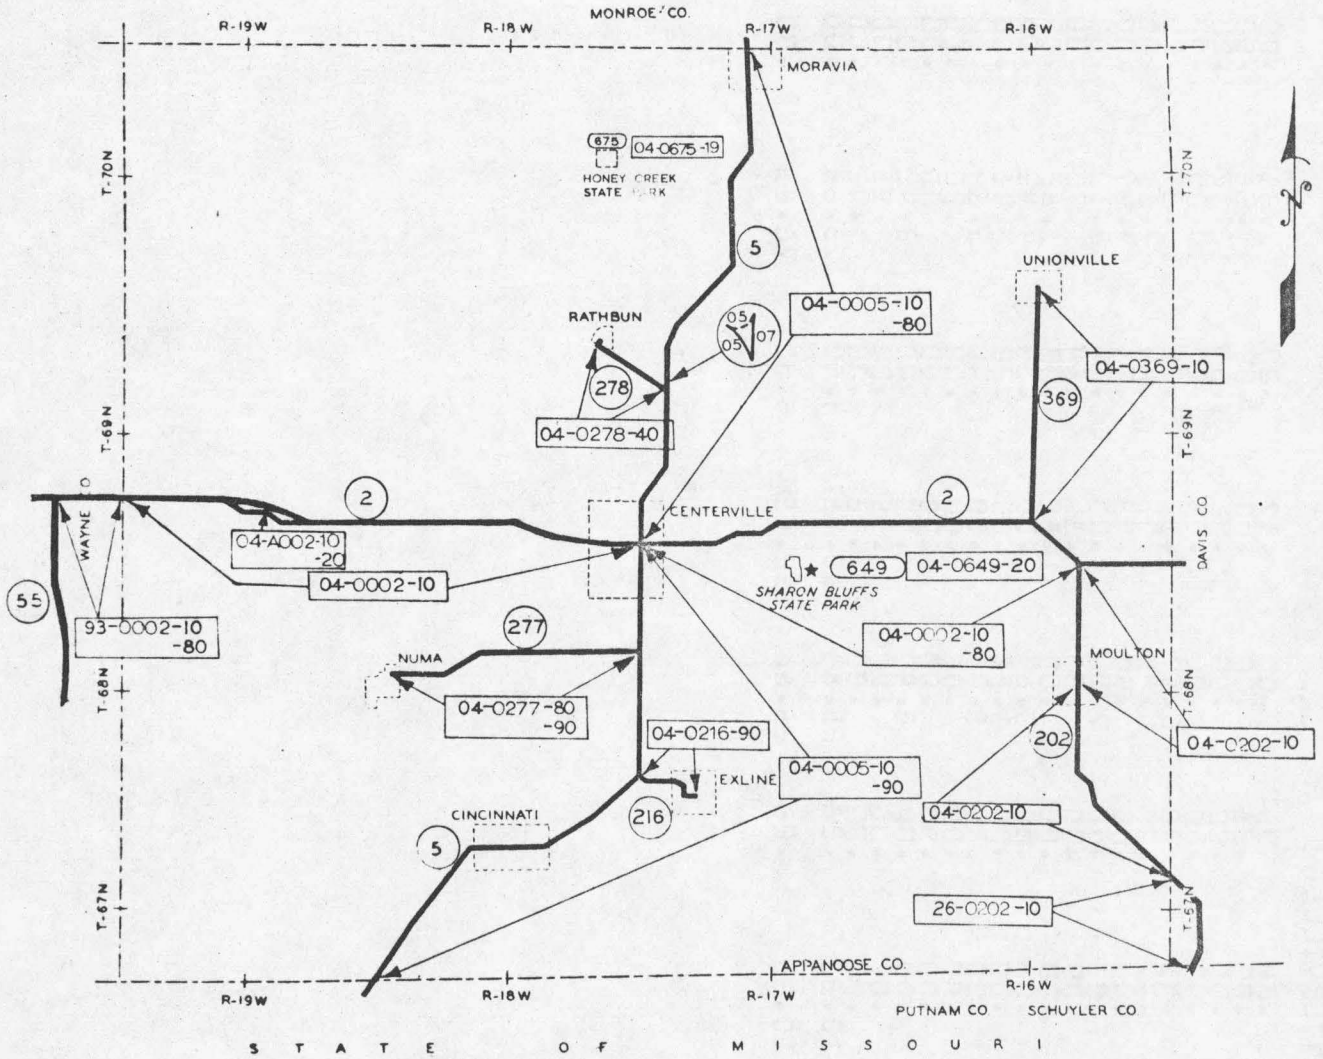 MONROE CO.
R-19W
R-18W
R-17W
R-16W
MORAVIA
675
04-0675-19
HONEY CREEK
STATE PARK
T-70N
T-70N
5
UNIONVILLE
04-0005-10
-80
RATHBUN
05
05
07
278
04-0369-10
369
04-0278-40
T-69N
T-69N
2
2
WAYNE CO
CENTERVILLE
DAVIS CO
04-A002-10
-20
04-0002-10
649
04-0649-20
SHARON BLUFFS
STATE PARK
55
93-0002-10
-80
277
04-0002-10
-80
NUMA
MOULTON
T-68N
T-68N
04-0277-80
-90
04-0216-90
202
04-0202-10
04-0005-10
-90
EXLINE
CINCINNATI
216
04-0202-10
5
T-67N
26-0202-10
T-67N
APPANOOSE CO.
R-19W
R-18W
R-17W
R-16W
PUTNAM CO
SCHUYLER CO
STATE OF MISSOURI